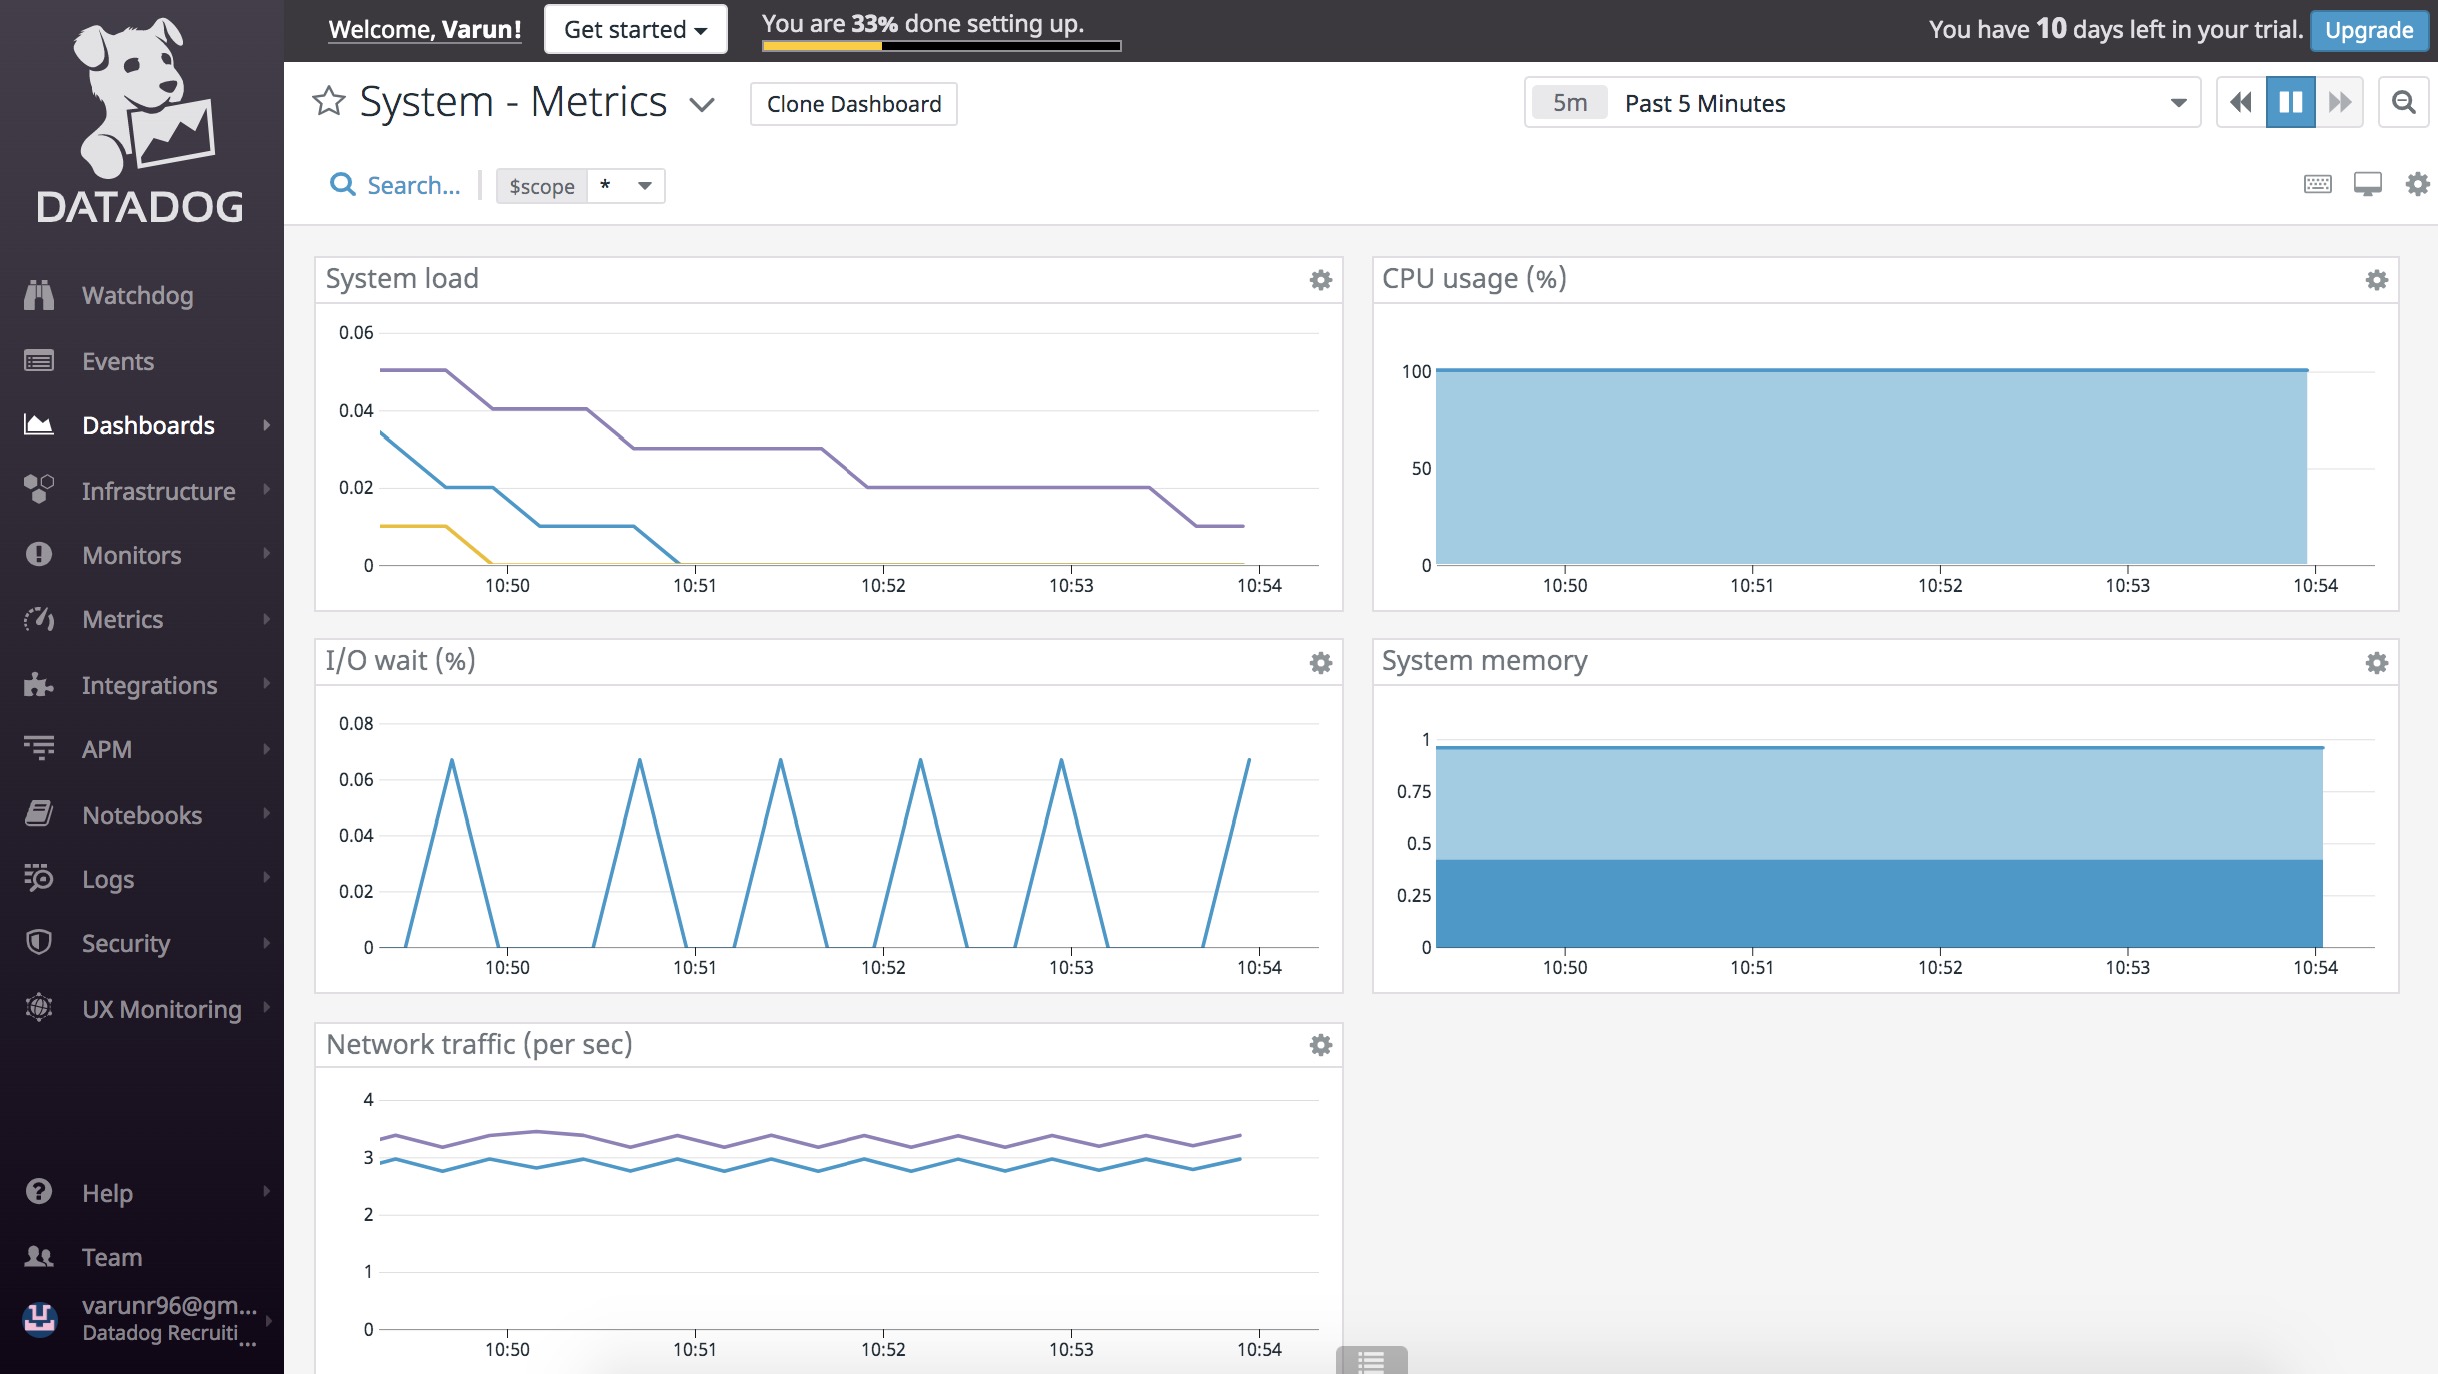 DATADOG
Watchdog
Events
Dashboards
Infrastructure
Monitors
Metrics
Integrations
APM
Notebooks
Logs
Security
UX Monitoring
Help
Team
varunr96@gm...
Datadog Recruiti...
Welcome, Varun!
Get started
You are 33% done setting up.
You have 10 days left in your trial.
Upgrade
System - Metrics
Clone Dashboard
5m Past 5 Minutes
Search...
$scope *
System load
0.06
0.04
0.02
0
10:50 10:51 10:52 10:53 10:54
CPU usage (%)
100
50
0
10:50 10:51 10:52 10:53 10:54
I/O wait (%)
0.08
0.06
0.04
0.02
0
10:50 10:51 10:52 10:53 10:54
System memory
1
0.75
0.5
0.25
0
10:50 10:51 10:52 10:53 10:54
Network traffic (per sec)
4
3
2
1
0
10:50 10:51 10:52 10:53 10:54